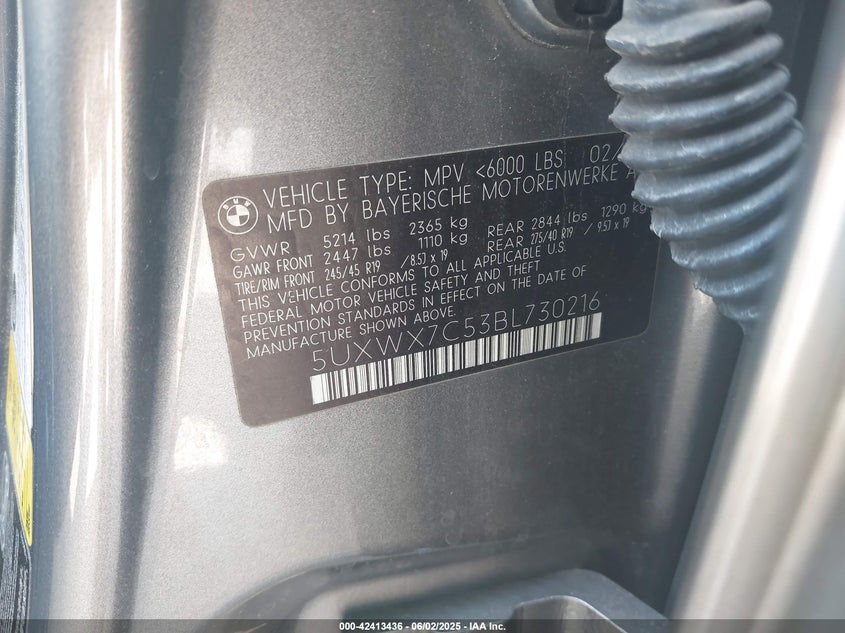 BMW
VEHICLE TYPE: MPV <6000 LBS 02/
MFD BY BAYERISCHE MOTORENWERKE A
GVWR 5214 lbs 2365 kg
GAWR FRONT 2447 lbs 1110 kg REAR 2844 lbs 1290 kg
TIRE/RIM FRONT 245/45 R19 / 8.5J x 19 REAR 275/40 R19 / 9.5J x 19
THIS VEHICLE CONFORMS TO ALL APPLICABLE U.S.
FEDERAL MOTOR VEHICLE SAFETY AND THEFT
PREVENTION STANDARDS IN EFFECT ON THE DATE OF
MANUFACTURE SHOWN ABOVE.
5UXWX7C53BL730216
000-42413436 - 06/02/2025 - IAA Inc.